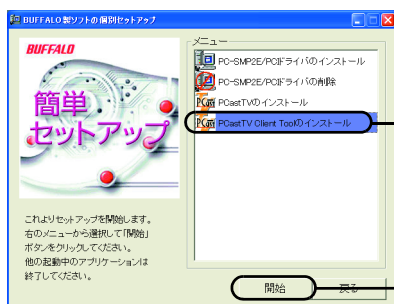 BUFFALO 製ソフトの個別セットアップ
BUFFALO
簡単
セットアップ
これよりセットアップを開始します。
右のメニューから選択して「開始」
ボタンをクリックしてください。
他の起動中のアプリケーションは
終了してください。
メニュー
PC-SMP2E/PCIドライバのインストール
PC-SMP2E/PCIドライバの削除
PCastTVのインストール
PCastTV Client Toolのインストール
開始
戻る